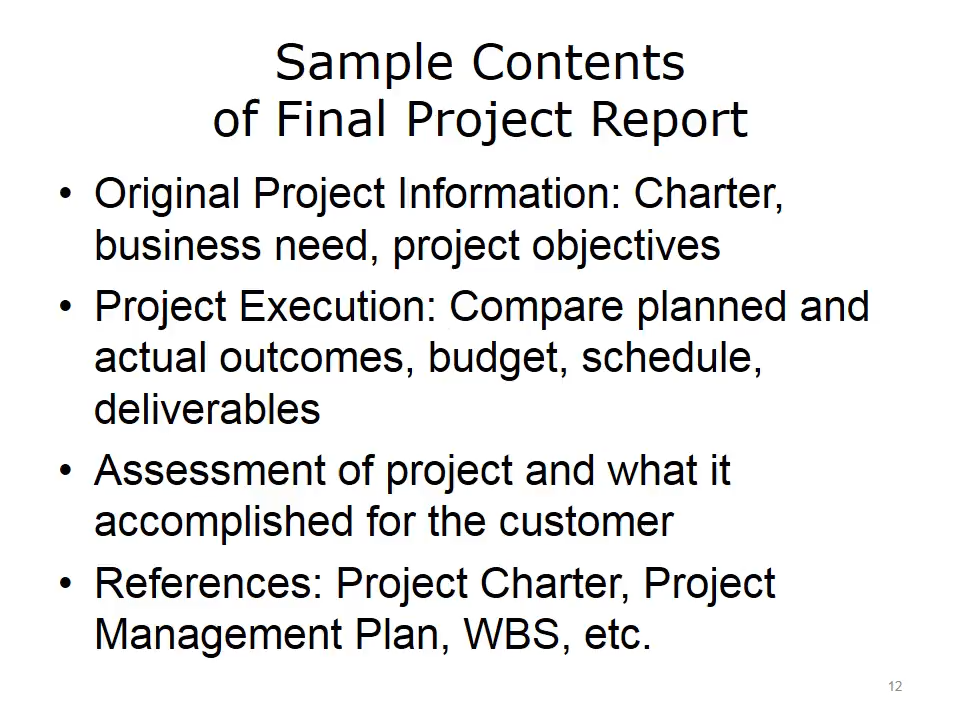 Sample Contents
of Final Project Report
• Original Project Information: Charter,
business need, project objectives
• Project Execution: Compare planned and
actual outcomes, budget, schedule,
deliverables
• Assessment of project and what it
accomplished for the customer
• References: Project Charter, Project
Management Plan, WBS, etc.
12